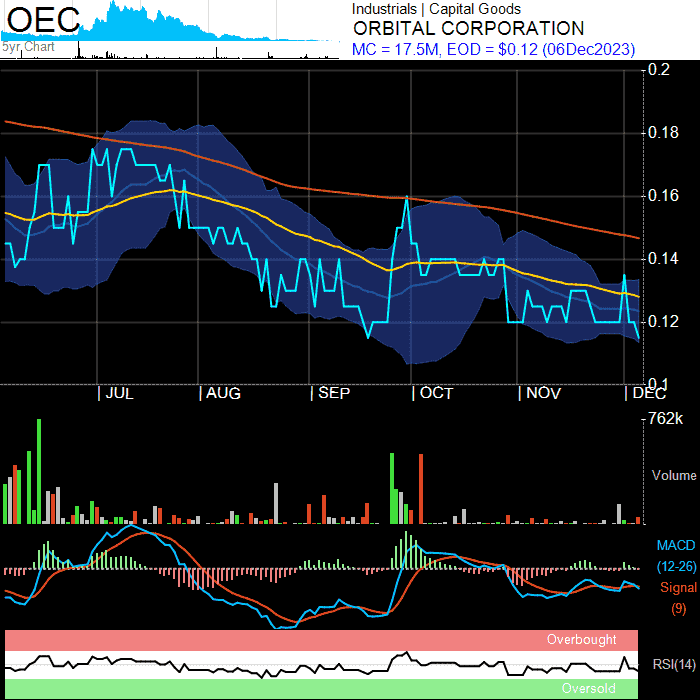 OEC
5yr Chart
Industrials | Capital Goods
ORBITAL CORPORATION
MC = 17.5M, EOD = $0.12 (06Dec2023)
0.2
0.18
0.16
0.14
0.12
0.1
| JUL | AUG | SEP | OCT | NOV | DEC
762k
Volume
MACD
(12-26)
Signal
(9)
Overbought
RSI(14)
Oversold